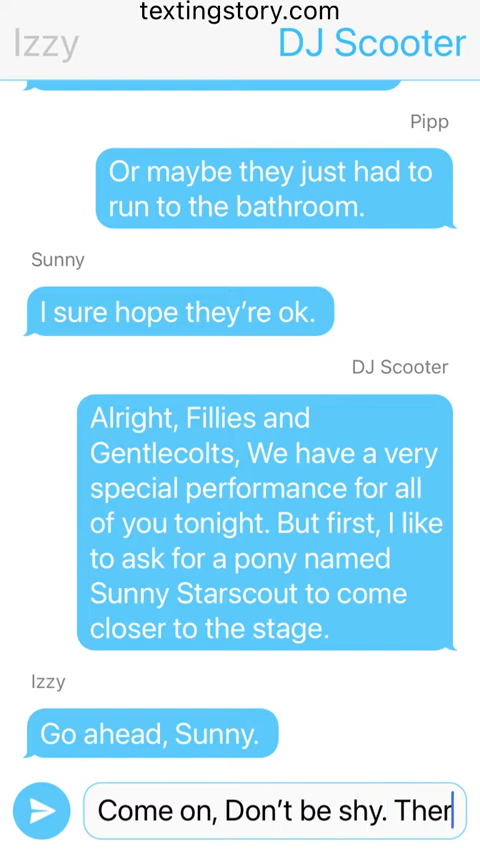 textingstory.com
Izzy
DJ Scooter
Pipp
Or maybe they just had to
run to the bathroom.
Sunny
I sure hope they’re ok.
DJ Scooter
Alright, Fillies and
Gentlecolts, We have a very
special performance for all
of you tonight. But first, I like
to ask for a pony named
Sunny Starscout to come
closer to the stage.
Izzy
Go ahead, Sunny.
Come on, Don’t be shy. Ther